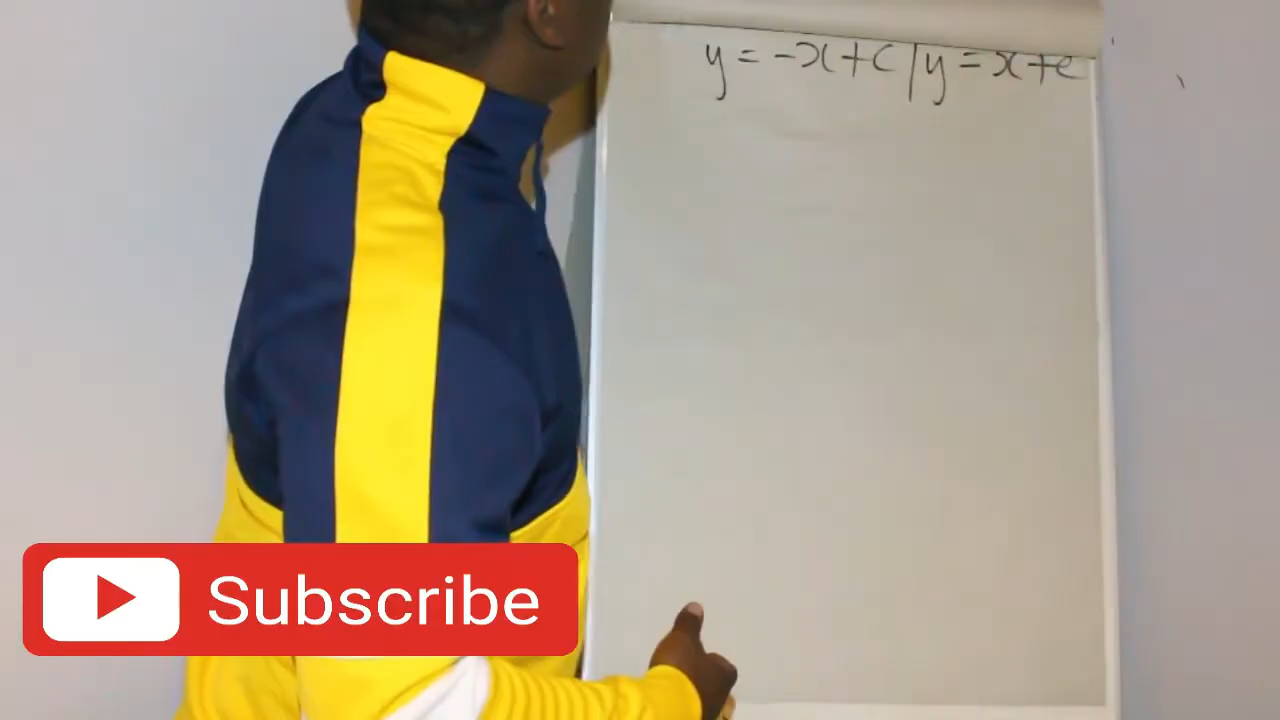 y = -x+c | y = x+c
Subscribe